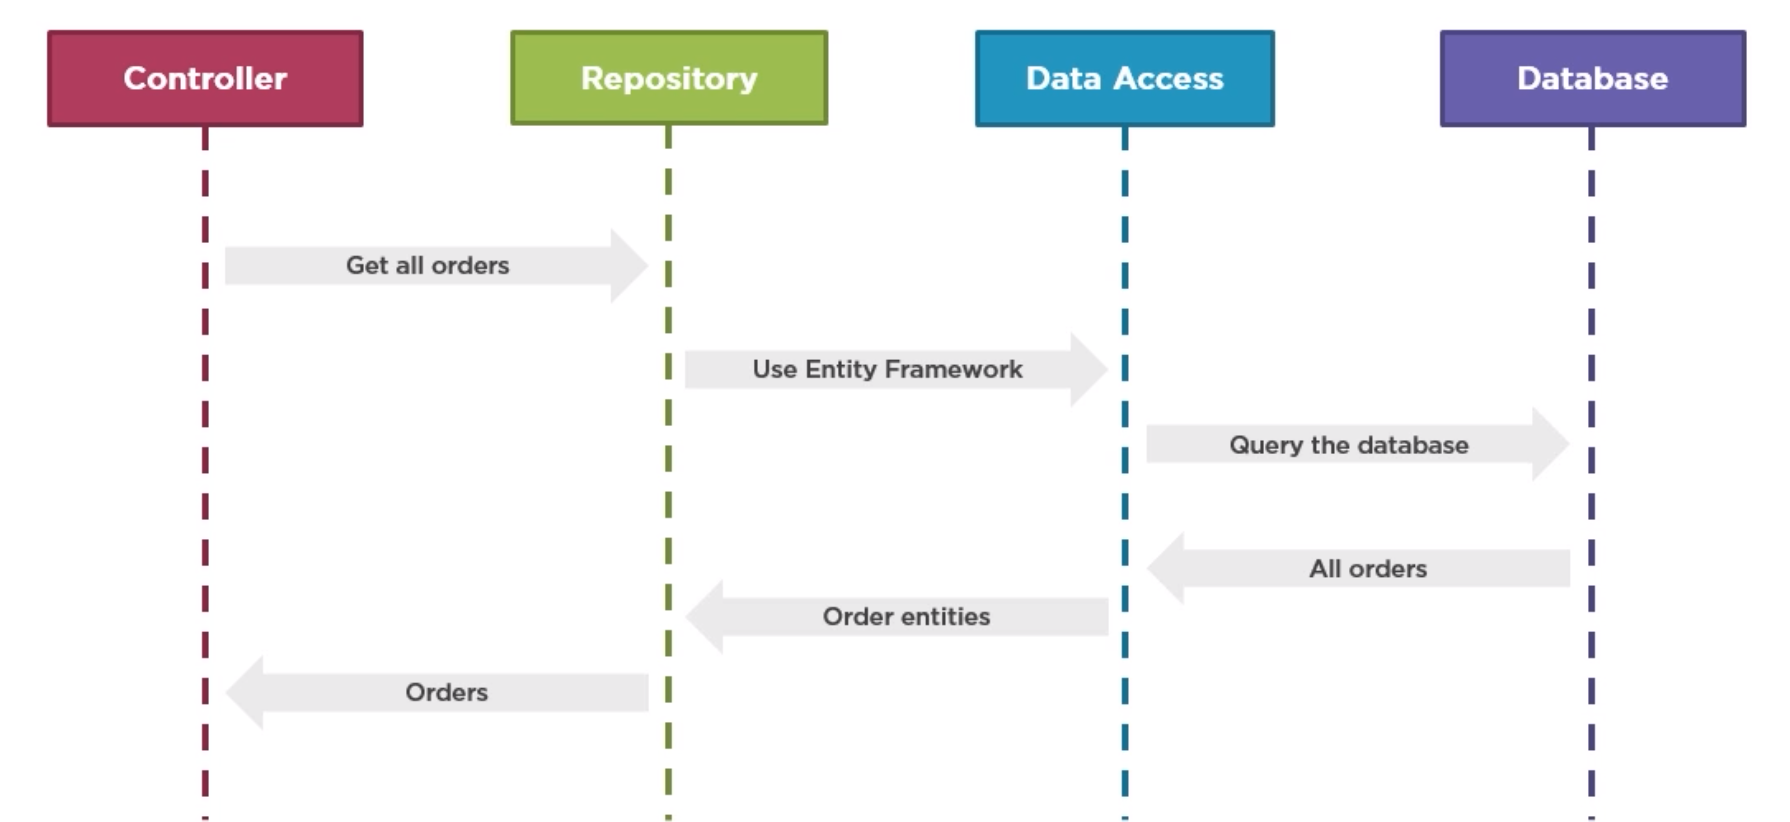 Controller
Repository
Data Access
Database
Get all orders
Use Entity Framework
Query the database
All orders
Order entities
Orders